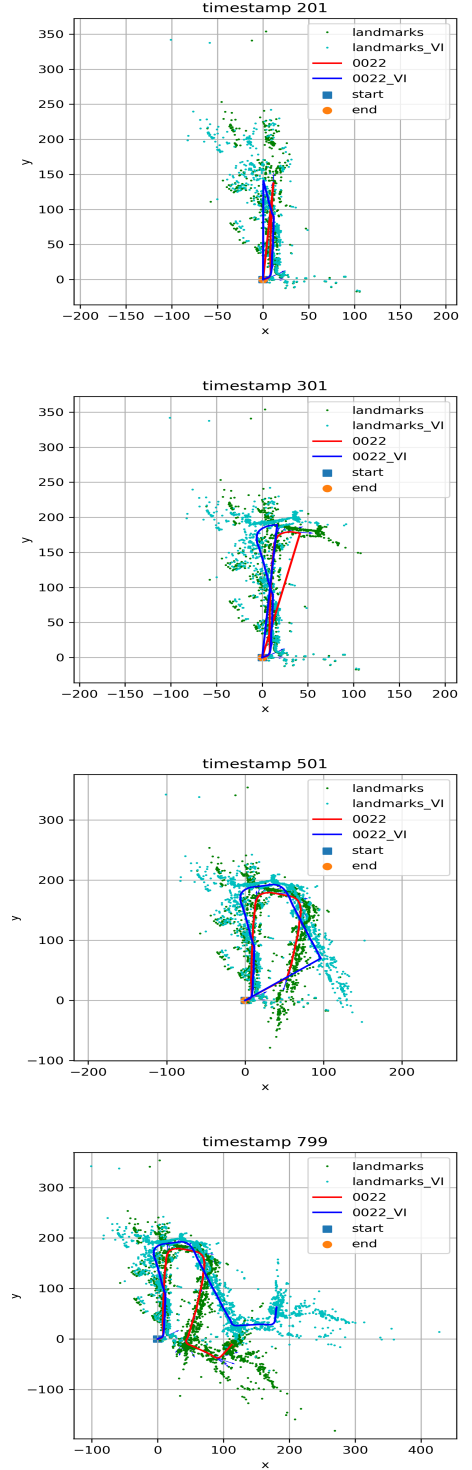 timestamp 201
350
300
250
200
150
100
50
0
y
landmarks
landmarks_VI
0022
0022_VI
start
end
−200 −150 −100 −50 0 50 100 150 200
x
timestamp 301
350
300
250
200
150
100
50
0
y
landmarks
landmarks_VI
0022
0022_VI
start
end
−200 −150 −100 −50 0 50 100 150 200
x
timestamp 501
300
200
100
0
−100
y
landmarks
landmarks_VI
0022
0022_VI
start
end
−200 −100 0 100 200
x
timestamp 799
300
200
100
0
−100
y
landmarks
landmarks_VI
0022
0022_VI
start
end
−100 0 100 200 300 400
x